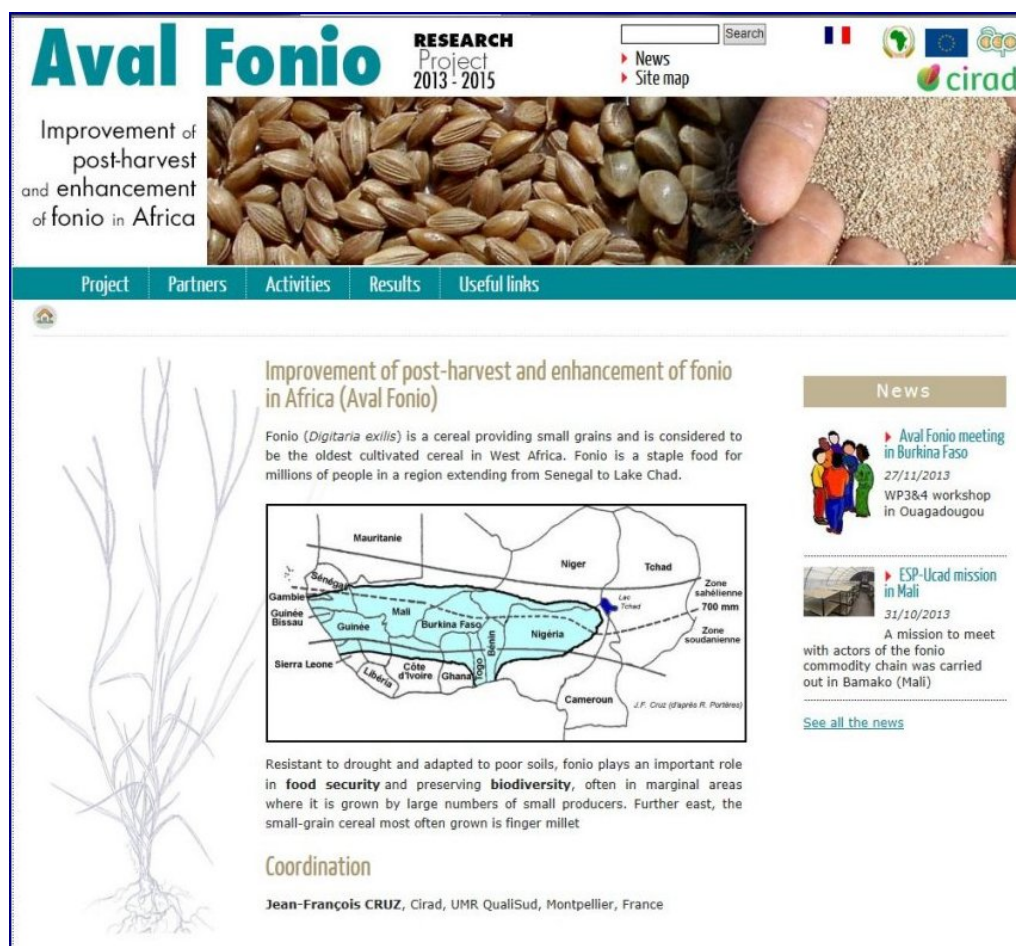 Aval Fonio
RESEARCH
Project
2013 - 2015
Search
News
Site map
cirad
Improvement of
post-harvest
and enhancement
of fonio in Africa
Project
Partners
Activities
Results
Useful links
Improvement of post-harvest and enhancement of fonio
in Africa (Aval Fonio)
Fonio (Digitaria exilis) is a cereal providing small grains and is considered to
be the oldest cultivated cereal in West Africa. Fonio is a staple food for
millions of people in a region extending from Senegal to Lake Chad.
Mauritanie
Niger
Tchad
Sénégal
Gambie
Guinée
Bissau
Guinée
Mali
Burkina Faso
Bénin
Togo
Nigéria
Lac
Tchad
Zone
sahélienne
700 mm
Zone
soudanienne
Sierra Leone
Libéria
Côte
d'Ivoire
Ghana
Cameroun
J.F. Cruz (d'après R. Portères)
Resistant to drought and adapted to poor soils, fonio plays an important role
in food security and preserving biodiversity, often in marginal areas
where it is grown by large numbers of small producers. Further east, the
small-grain cereal most often grown is finger millet
Coordination
Jean-François CRUZ, Cirad, UMR QualiSud, Montpellier, France
News
Aval Fonio meeting
in Burkina Faso
27/11/2013
WP3&4 workshop
in Ouagadougou
ESP-Ucad mission
in Mali
31/10/2013
A mission to meet
with actors of the fonio
commodity chain was carried
out in Bamako (Mali)
See all the news